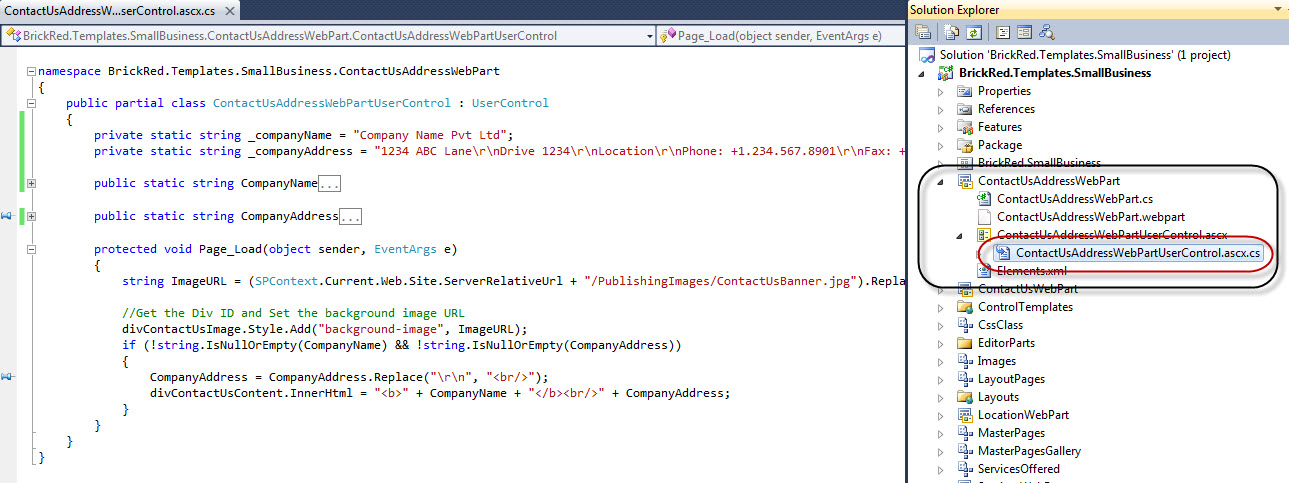 ContactUsAddressW...serControl.ascx.cs
BrickRed.Templates.SmallBusiness.ContactUsAddressWebPart.ContactUsAddressWebPartUserControl
Page_Load(object sender, EventArgs e)
namespace BrickRed.Templates.SmallBusiness.ContactUsAddressWebPart
{
public partial class ContactUsAddressWebPartUserControl : UserControl
{
private static string _companyName = "Company Name Pvt Ltd";
private static string _companyAddress = "1234 ABC Lane\r\nDrive 1234\r\nLocation\r\nPhone: +1.234.567.8901\r\nFax: +
public static string CompanyName...
public static string CompanyAddress...
protected void Page_Load(object sender, EventArgs e)
{
string ImageURL = (SPContext.Current.Web.Site.ServerRelativeUrl + "/PublishingImages/ContactUsBanner.jpg").Repla
//Get the Div ID and Set the background image URL
divContactUsImage.Style.Add("background-image", ImageURL);
if (!string.IsNullOrEmpty(CompanyName) && !string.IsNullOrEmpty(CompanyAddress))
{
CompanyAddress = CompanyAddress.Replace("\r\n", "<br/>");
divContactUsContent.InnerHtml = "<b>" + CompanyName + "</b><br/>" + CompanyAddress;
}
}
}
}
Solution Explorer
Solution 'BrickRed.Templates.SmallBusiness' (1 project)
BrickRed.Templates.SmallBusiness
Properties
References
Features
Package
BrickRed.SmallBusiness
ContactUsAddressWebPart
ContactUsAddressWebPart.cs
ContactUsAddressWebPart.webpart
ContactUsAddressWebPartUserControl.ascx
ContactUsAddressWebPartUserControl.ascx.cs
Elements.xml
ContactUsWebPart
ControlTemplates
CssClass
EditorParts
Images
LayoutPages
Layouts
LocationWebPart
MasterPages
MasterPagesGallery
ServicesOffered